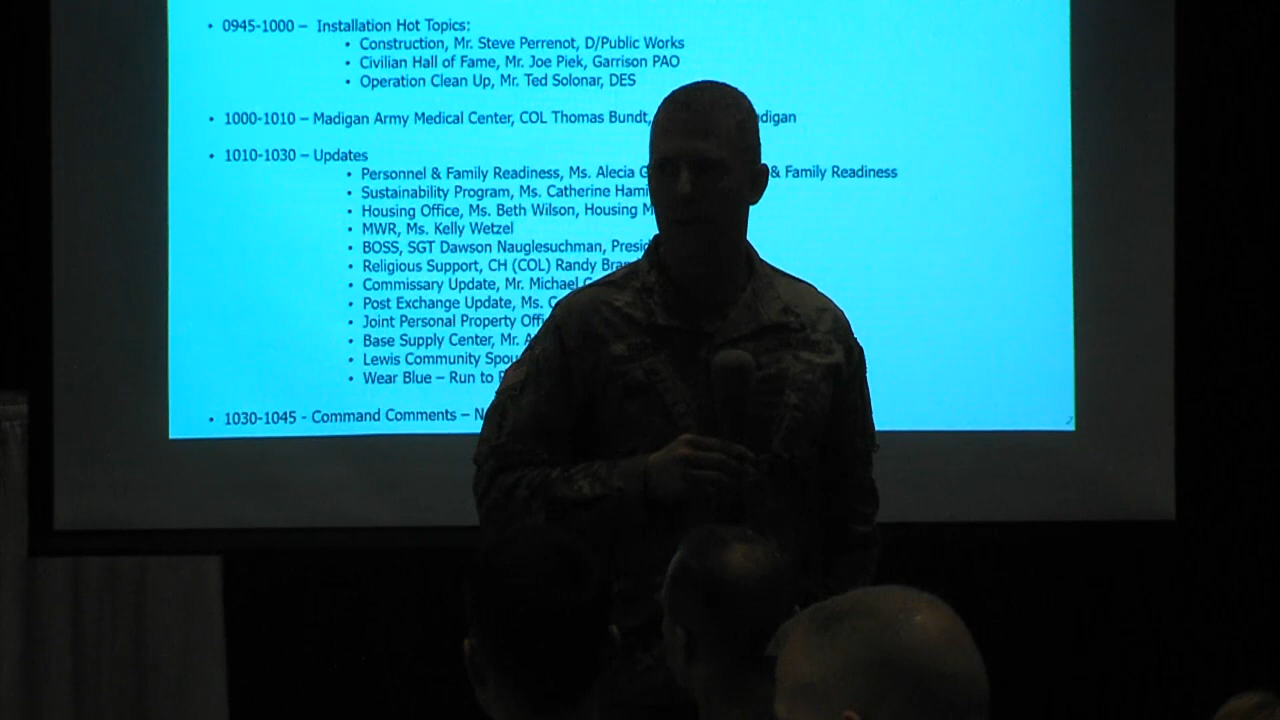 • 0945-1000 – Installation Hot Topics:
• Construction, Mr. Steve Perrenot, D/Public Works
• Civilian Hall of Fame, Mr. Joe Piek, Garrison PAO
• Operation Clean Up, Mr. Ted Solonar, DES
• 1000-1010 – Madigan Army Medical Center, COL Thomas Bundt,
• 1010-1030 – Updates
• Personnel & Family Readiness, Ms. Alecia & Family Readiness
• Sustainability Program, Ms. Catherine
• Housing Office, Ms. Beth Wilson, Housing
• MWR, Ms. Kelly Wetzel
• BOSS, SGT Dawson Nauglesuchman,
• Religious Support, CH (COL) Randy
• Commissary Update, Mr. Michael
• Post Exchange Update, Ms.
• Joint Personal Property
• Base Supply Center, Mr.
• Lewis Community
• Wear Blue – Run to
• 1030-1045 - Command Comments –